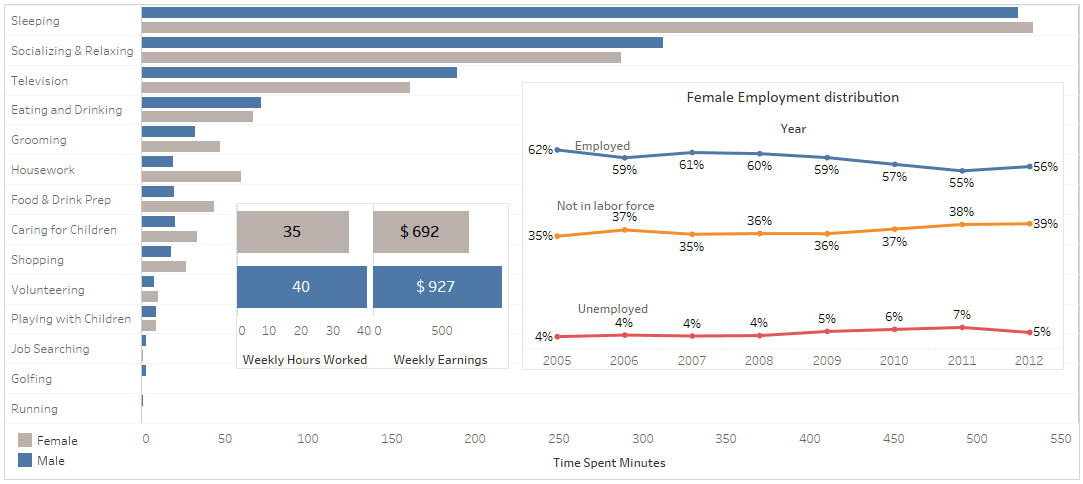 Sleeping
Socializing & Relaxing
Television
Eating and Drinking
Grooming
Housework
Food & Drink Prep
Caring for Children
Shopping
Volunteering
Playing with Children
Job Searching
Golfing
Running
0 50 100 150 200 250 300 350 400 450 500 550
Time Spent Minutes
Female
Male
35 $ 692
40 $ 927
0 10 20 30 40 0 500
Weekly Hours Worked Weekly Earnings
Female Employment distribution
Year
Employed
62% 59% 61% 60% 59% 57% 55% 56%
Not in labor force
35% 37% 35% 36% 36% 37% 38% 39%
Unemployed
4% 4% 4% 4% 5% 6% 7% 5%
2005 2006 2007 2008 2009 2010 2011 2012